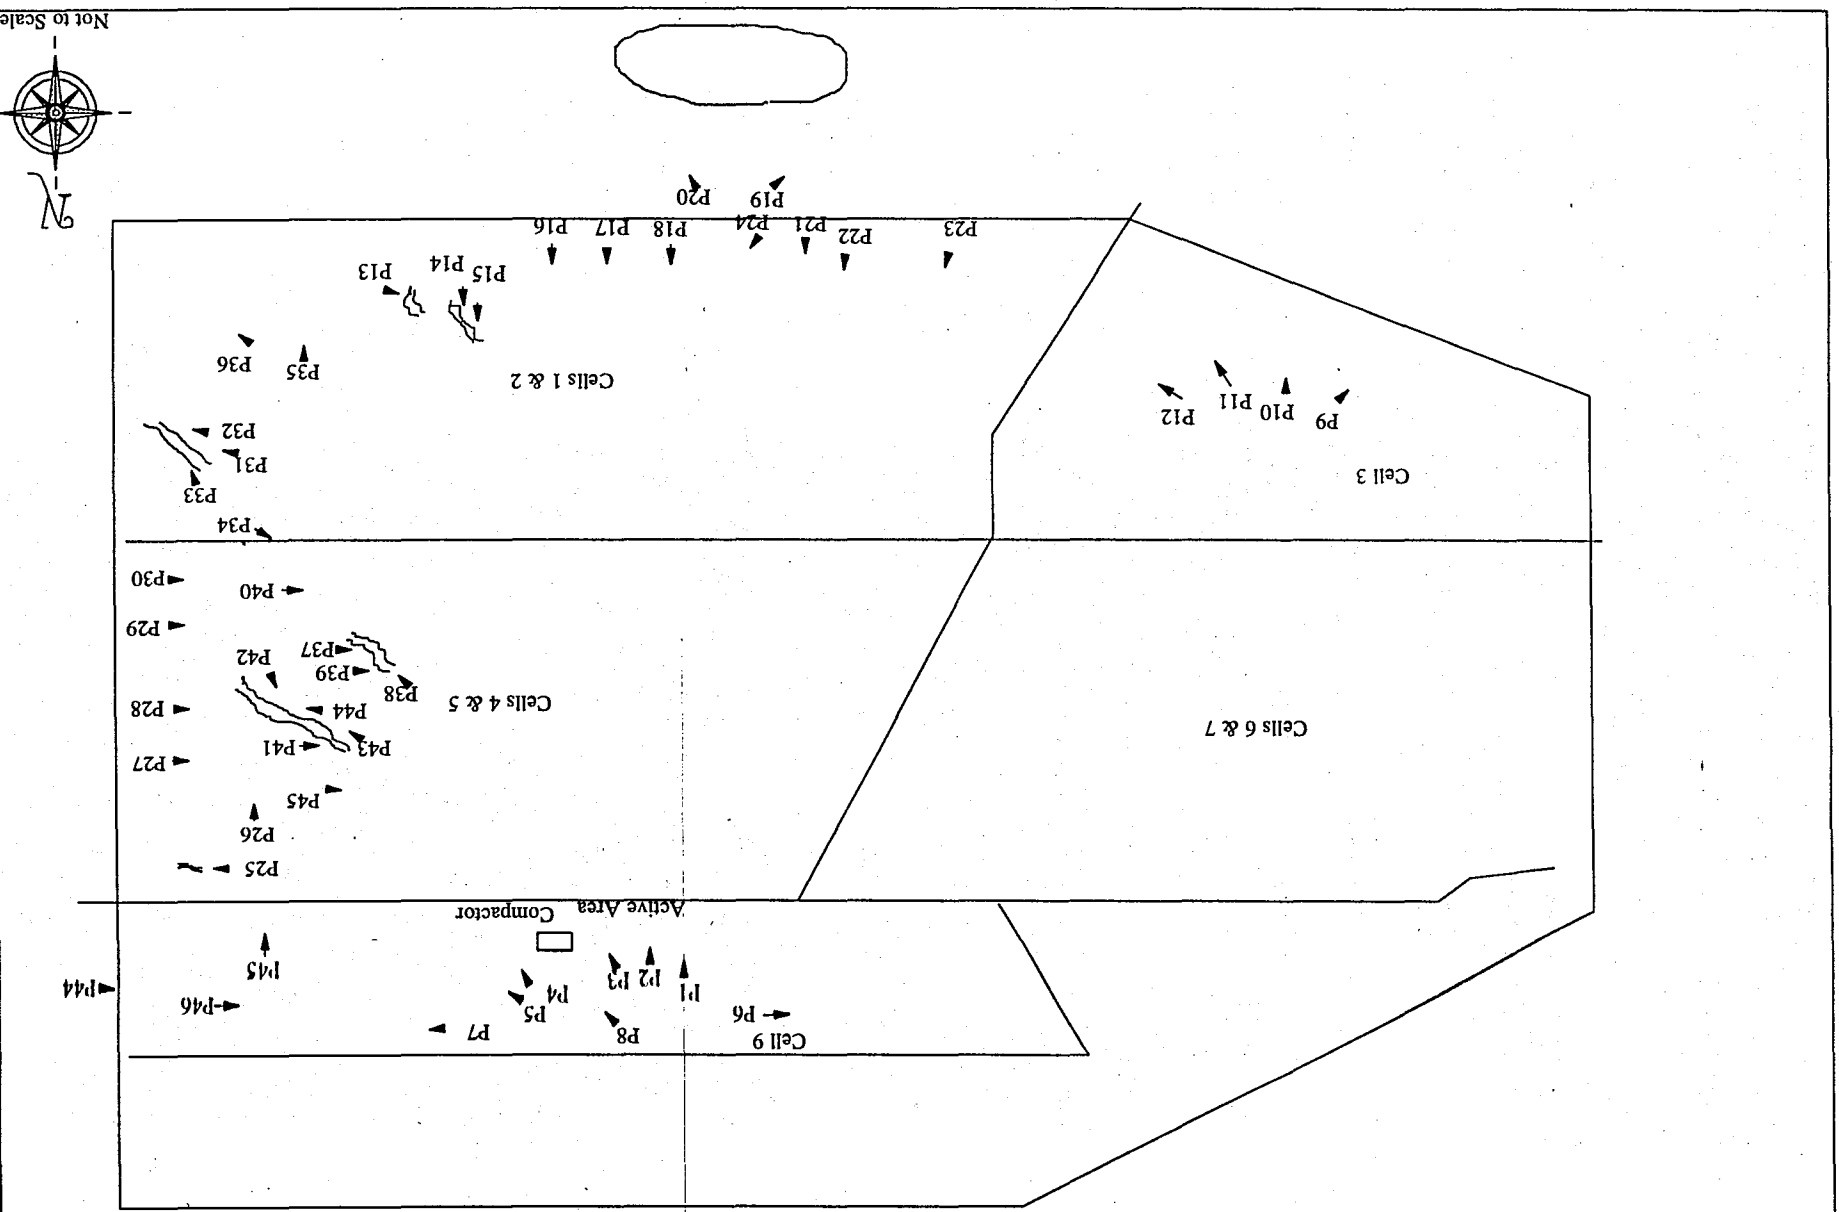 Cell 9
P8
P7
P6
P5
P46
P4
P1
P2
P3
P45
P44
Active Area
Compactor
P25
P26
P45
P27
P43
P41
P44
P28
Cells 6 & 7
Cells 4 & 5
P38
P39
P37
P42
P29
P40
P30
P34
P33
Cell 3
P31
P32
P9
P10
P11
P12
Cells 1 & 2
P35
P36
P15
P14
P13
P23
P22
P21
P24
P18
P17
P16
P19
P20
N
Not to Scale